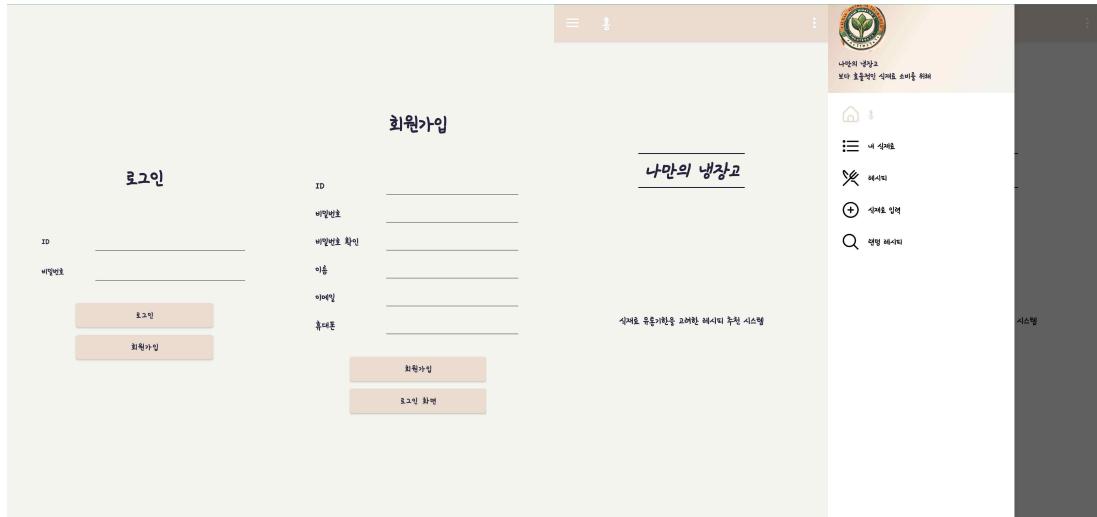 로그인
ID
비밀번호
로그인
회원가입
회원가입
ID
비밀번호
비밀번호 확인
이름
이메일
휴대폰
회원가입
로그인 화면
홈
나만의 냉장고
식재료 유통기한을 고려한 레시피 추천 시스템
나만의 냉장고
보다 효율적인 식재료 소비를 위해
홈
내 식재료
레시피
식재료 입력
랜덤 레시피
시스템